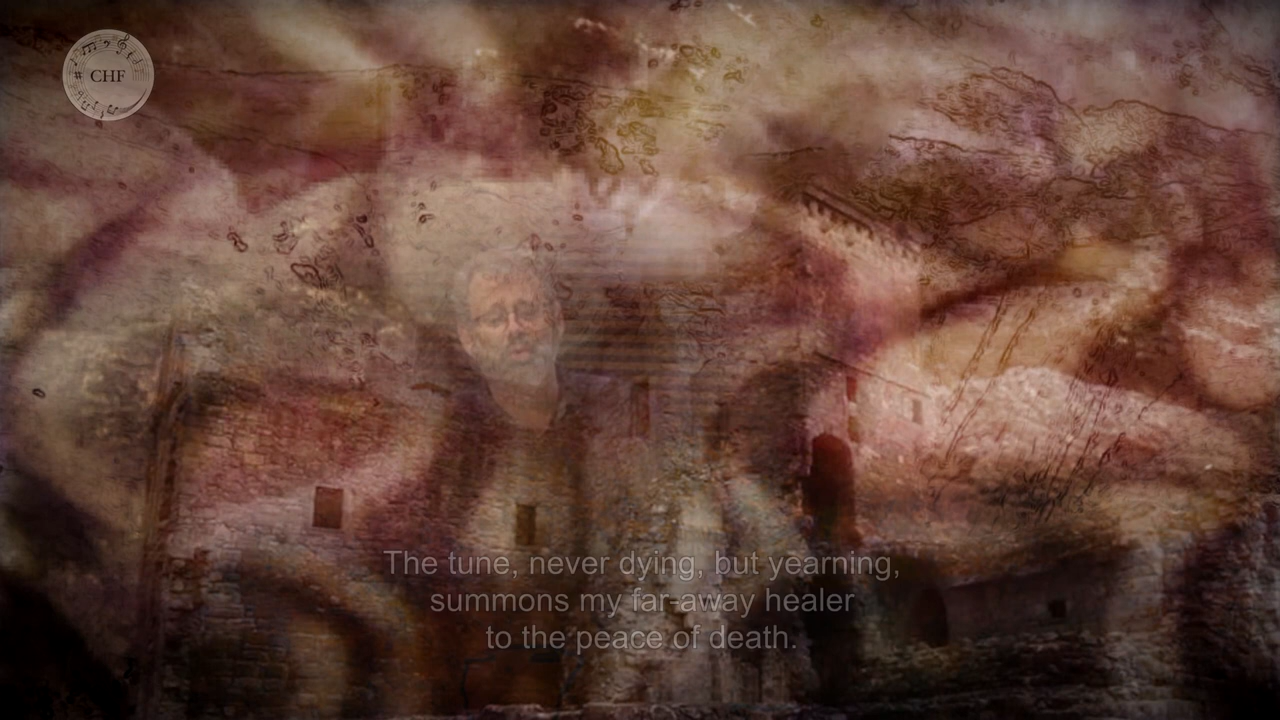 CHF
The tune, never dying, but yearning,
summons my far-away healer
to the peace of death.